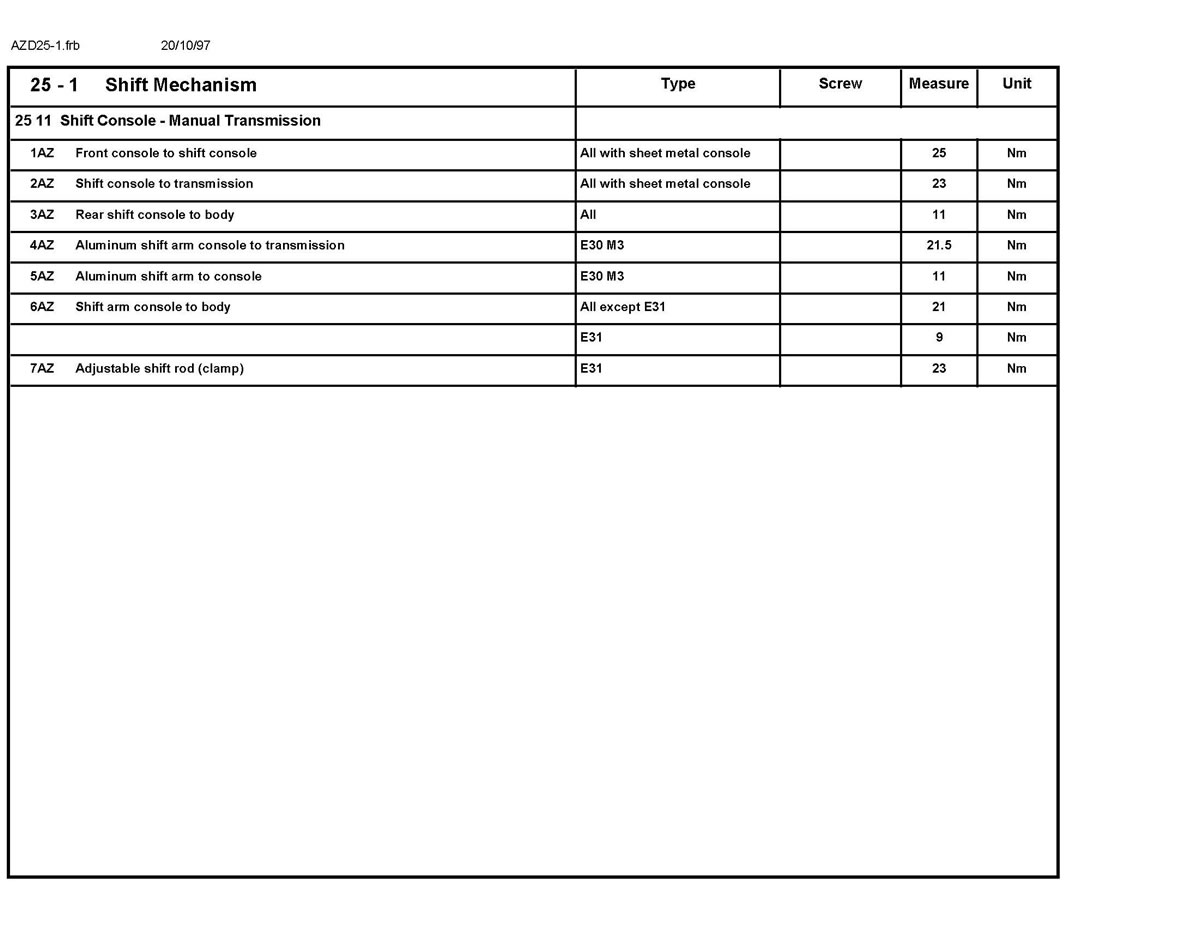 AZD25-1.frb 20/10/97
25 - 1 Shift Mechanism Type Screw Measure Unit
25 11 Shift Console - Manual Transmission
1AZ Front console to shift console All with sheet metal console 25 Nm
2AZ Shift console to transmission All with sheet metal console 23 Nm
3AZ Rear shift console to body All 11 Nm
4AZ Aluminum shift arm console to transmission E30 M3 21.5 Nm
5AZ Aluminum shift arm to console E30 M3 11 Nm
6AZ Shift arm console to body All except E31 21 Nm
E31 9 Nm
7AZ Adjustable shift rod (clamp) E31 23 Nm